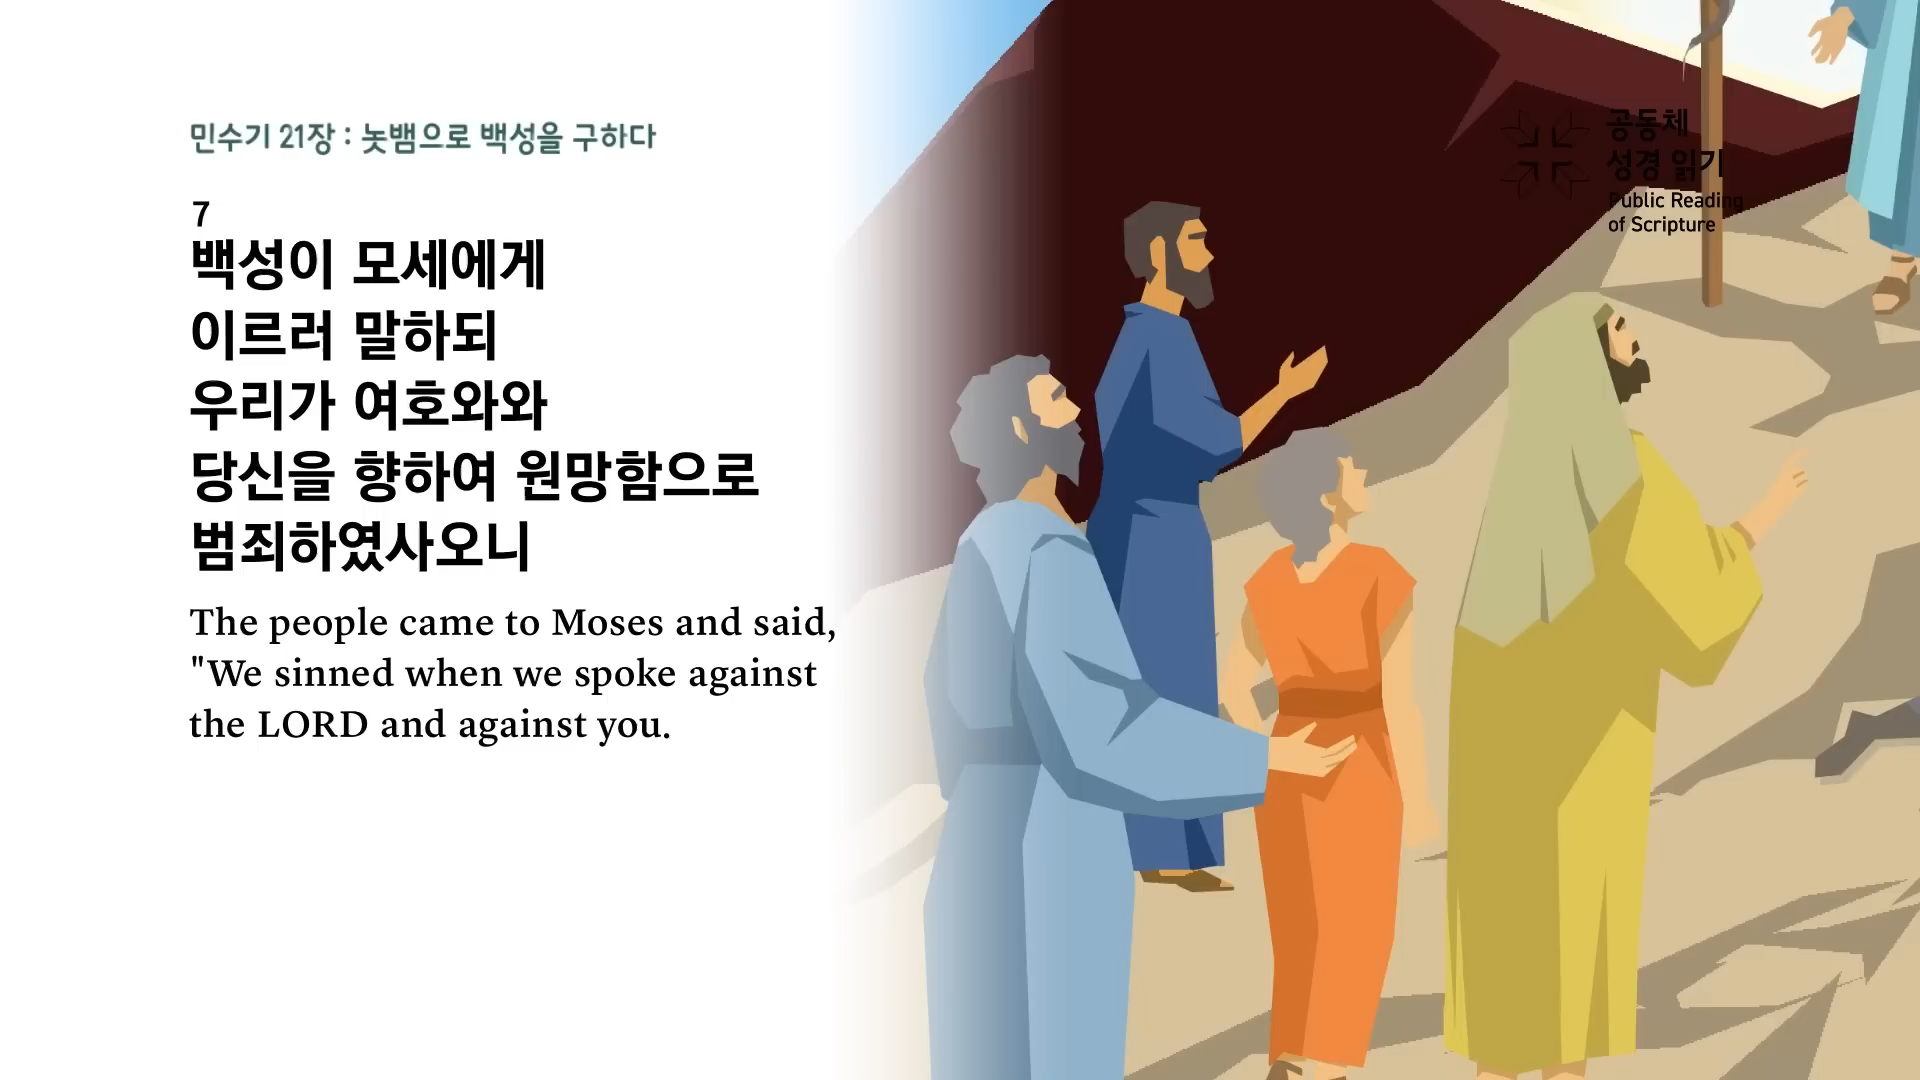 민수기 21장 : 놋뱀으로 백성을 구하다
7
백성이 모세에게
이르러 말하되
우리가 여호와와
당신을 향하여 원망함으로
범죄하였사오니
The people came to Moses and said,
"We sinned when we spoke against
the LORD and against you.
공동체
성경 읽기
Public Reading
of Scripture